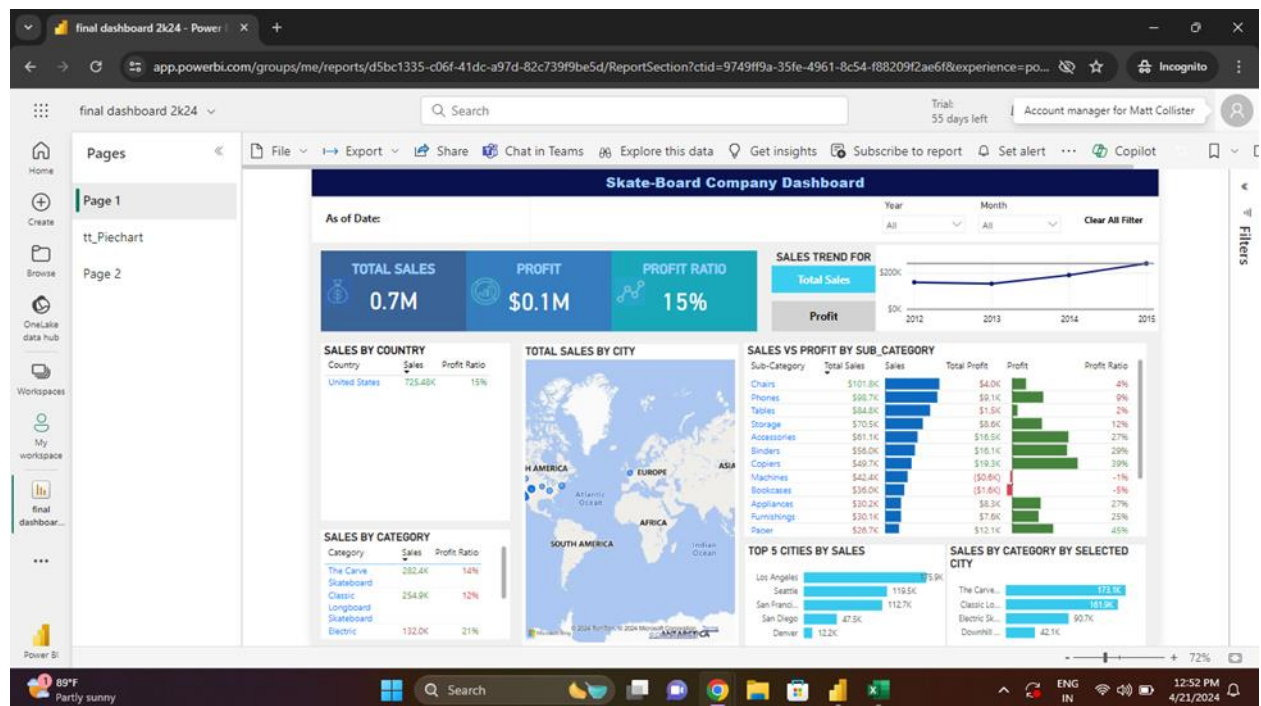 final dashboard 2k24 - Power
app.powerbi.com/groups/me/reports/d5bc1335-c06f-41dc-a97d-82c739f9be5d/ReportSection?ctid=9749ff9a-35fe-4961-8c54-f88209f2ae6f&experience=po...
Incognito
final dashboard 2k24
Search
Trial:
55 days left
Account manager for Matt Collister
Home
Create
Browse
OneLake
data hub
Workspaces
My
workspace
final
dashboar...
Power BI
Pages
Page 1
tt_Piechart
Page 2
File
Export
Share
Chat in Teams
Explore this data
Get insights
Subscribe to report
Set alert
Copilot
Filters
Skate-Board Company Dashboard
As of Date:
Year
All
Month
All
Clear All Filter
TOTAL SALES
0.7M
PROFIT
$0.1M
PROFIT RATIO
15%
SALES TREND FOR
Total Sales
Profit
$200K
$0K
2012 2013 2014 2015
SALES BY COUNTRY
Country Sales Profit Ratio
United States 725.48K 15%
SALES BY CATEGORY
Category Sales Profit Ratio
The Carve Skateboard 282.4K 14%
Classic Longboard Skateboard 254.9K 12%
Electric 132.0K 21%
TOTAL SALES BY CITY
H AMERICA
EUROPE
ASIA
Atlantic
Ocean
AFRICA
SOUTH AMERICA
Indian
Ocean
ANTARCTICA
© 2024 TomTom, © 2024 Microsoft Corporation, Terms
SALES VS PROFIT BY SUB_CATEGORY
Sub-Category Total Sales Sales Total Profit Profit Profit Ratio
Chairs $101.8K $4.0K 4%
Phones $98.7K $9.1K 9%
Tables $84.8K $1.5K 2%
Storage $70.5K $8.6K 12%
Accessories $61.1K $16.5K 27%
Binders $56.0K $16.1K 29%
Copiers $49.7K $19.3K 39%
Machines $42.4K ($0.6K) -1%
Bookcases $36.0K ($1.6K) -5%
Appliances $30.2K $8.3K 27%
Furnishings $30.1K $7.6K 25%
Paper $26.7K $12.1K 45%
TOP 5 CITIES BY SALES
Los Angeles 175.9K
Seattle 119.5K
San Franci... 112.7K
San Diego 47.5K
Denver 12.2K
SALES BY CATEGORY BY SELECTED
CITY
The Carve... 173.1K
Classic Lo... 161.9K
Electric Sk... 90.7K
Downhill ... 42.1K
72%
1
89°F
Partly sunny
Search
ENG
IN
12:52 PM
4/21/2024